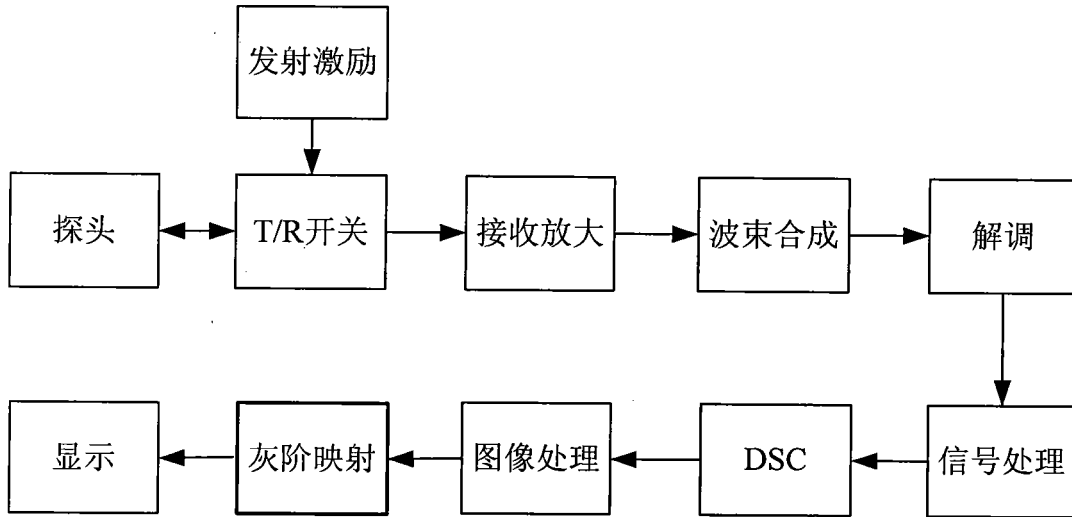 发射激励
探头
T/R开关
接收放大
波束合成
解调
显示
灰阶映射
图像处理
DSC
信号处理